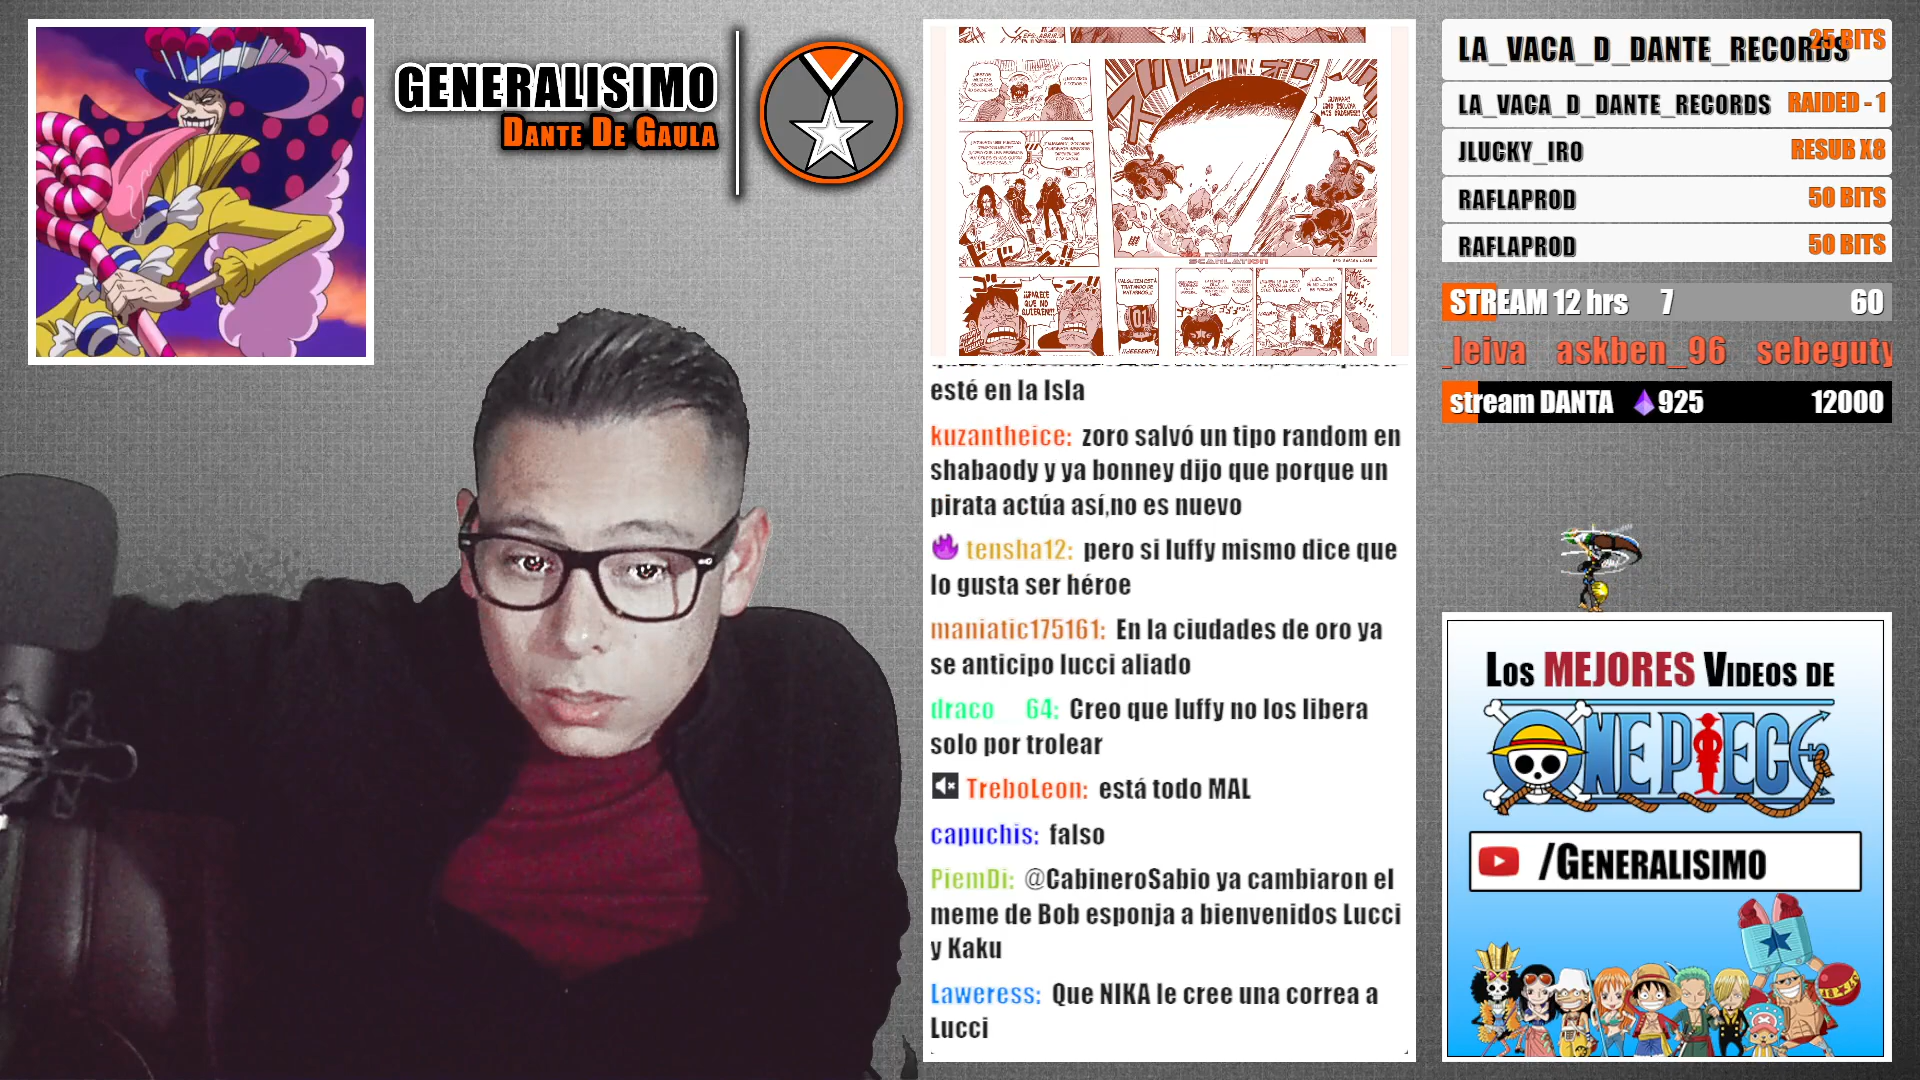 GENERALISIMO
DANTE DE GAULA
¡¡PARECE
QUE NO
QUIEREN!!
esté en la Isla
kuzantheice: zoro salvó un tipo random en
shabaody y ya bonney dijo que porque un
pirata actúa así,no es nuevo
tensha12: pero si luffy mismo dice que
lo gusta ser héroe
maniatic175161: En la ciudades de oro ya
se anticipo lucci aliado
draco__64: Creo que luffy no los libera
solo por trolear
TreboLeon: está todo MAL
capuchis: falso
PiemDi: @CabineroSabio ya cambiaron el
meme de Bob esponja a bienvenidos Lucci
y Kaku
Laweress: Que NIKA le cree una correa a
Lucci
LA_VACA_D_DANTE_RECORDS 25 BITS
LA_VACA_D_DANTE_RECORDS RAIDED - 1
JLUCKY_IRO RESUB X8
RAFLAPROD 50 BITS
RAFLAPROD 50 BITS
STREAM 12 hrs 7 60
_leiva askben_96 sebeguty
stream DANTA 925 12000
LOS MEJORES VIDEOS DE
ONE PIECE
/GENERALISIMO